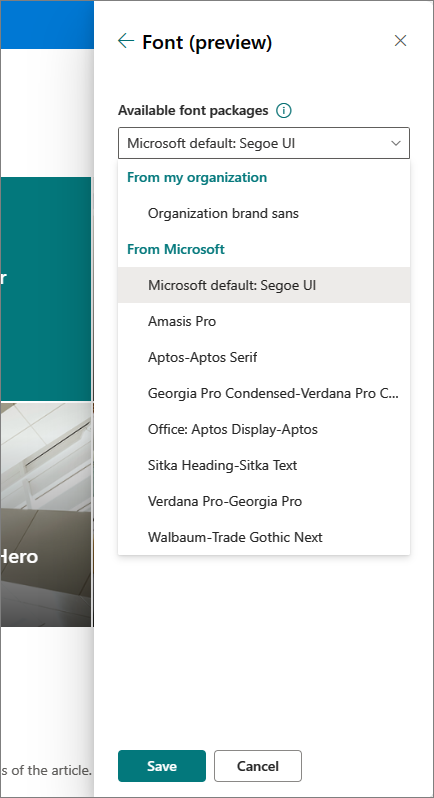 Font (preview)
Available font packages
Microsoft default: Segoe UI
From my organization
Organization brand sans
From Microsoft
Microsoft default: Segoe UI
Amasis Pro
Aptos-Aptos Serif
Georgia Pro Condensed-Verdana Pro C...
Office: Aptos Display-Aptos
Sitka Heading-Sitka Text
Verdana Pro-Georgia Pro
Walbaum-Trade Gothic Next
r
Hero
s of the article.
Save
Cancel